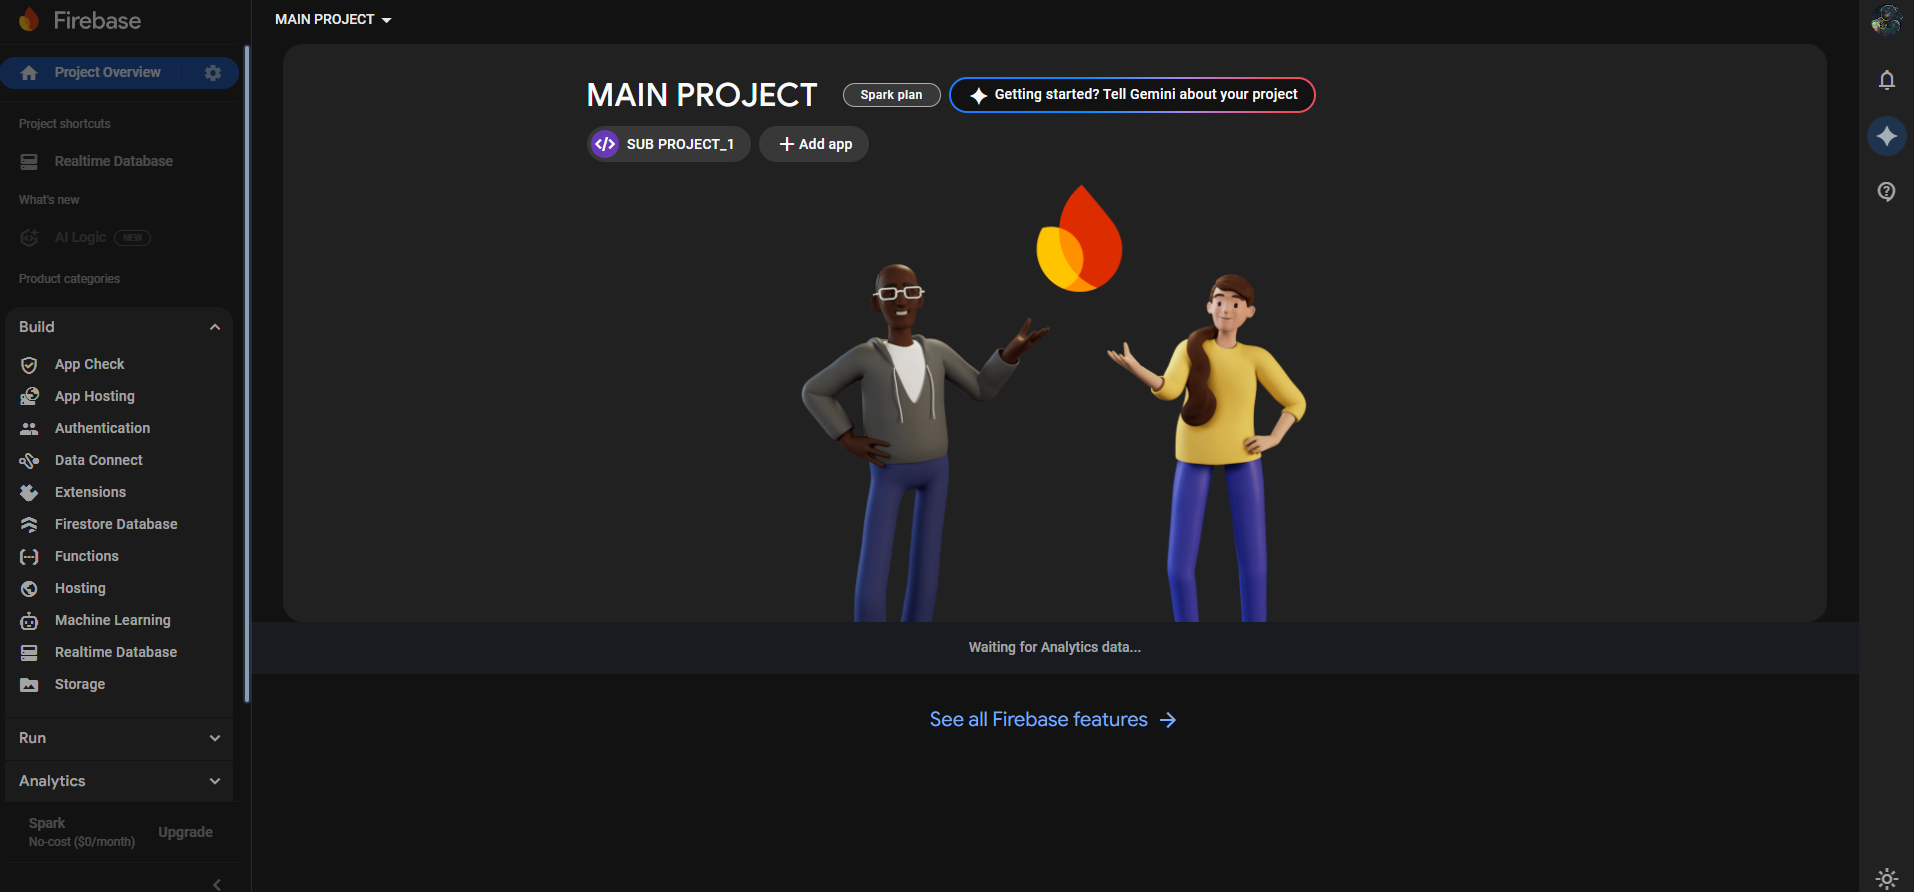 Firebase
Project Overview
Project shortcuts
Realtime Database
What's new
AI Logic NEW
Product categories
Build
App Check
App Hosting
Authentication
Data Connect
Extensions
Firestore Database
Functions
Hosting
Machine Learning
Realtime Database
Storage
Run
Analytics
Spark
No-cost ($0/month)
Upgrade
MAIN PROJECT
MAIN PROJECT
Spark plan
Getting started? Tell Gemini about your project
SUB PROJECT_1
Add app
Waiting for Analytics data...
See all Firebase features